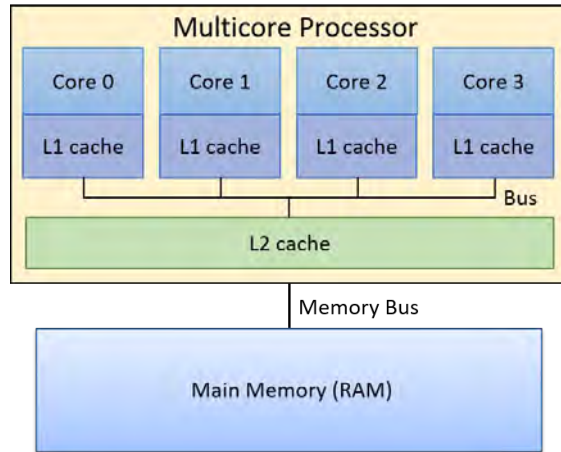 Multicore Processor
Core 0
Core 1
Core 2
Core 3
L1 cache
L1 cache
L1 cache
L1 cache
Bus
L2 cache
Memory Bus
Main Memory (RAM)